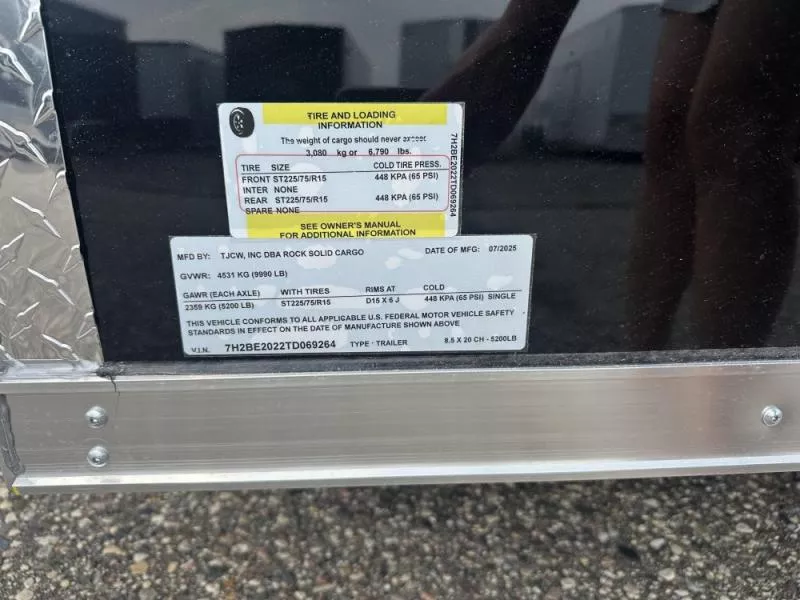 TIRE AND LOADING
INFORMATION
The weight of cargo should never exceed
3,080 kg or 6,790 lbs.
TIRE SIZE COLD TIRE PRESS.
FRONT ST225/75/R15 448 KPA (65 PSI)
INTER NONE
REAR ST225/75/R15 448 KPA (65 PSI)
SPARE NONE
SEE OWNER'S MANUAL
FOR ADDITIONAL INFORMATION
7H2BE2022TD069264
MFD BY: TJCW, INC DBA ROCK SOLID CARGO DATE OF MFG: 07/2025
GVWR: 4531 KG (9990 LB)
GAWR (EACH AXLE) WITH TIRES RIMS AT COLD
2359 KG (5200 LB) ST225/75/R15 D15 X 6 J 448 KPA (65 PSI) SINGLE
THIS VEHICLE CONFORMS TO ALL APPLICABLE U.S. FEDERAL MOTOR VEHICLE SAFETY
STANDARDS IN EFFECT ON THE DATE OF MANUFACTURE SHOWN ABOVE
V.I.N. 7H2BE2022TD069264 TYPE: TRAILER 8.5 X 20 CH - 5200LB